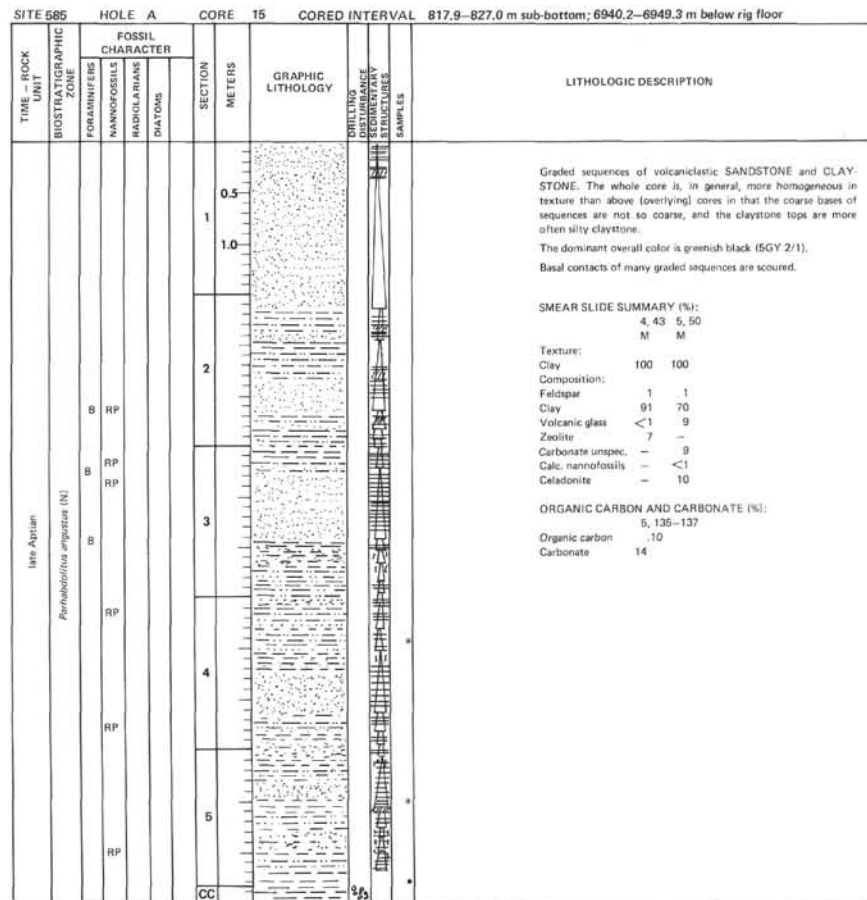 SITE 585 HOLE A CORE 15 CORED INTERVAL 817.9–827.0 m sub-bottom; 6940.2–6949.3 m below rig floor
TIME – ROCK UNIT
BIOSTRATIGRAPHIC ZONE
FOSSIL CHARACTER
FORAMINIFERS
NANNOFOSSILS
RADIOLARIANS
DIATOMS
SECTION
METERS
GRAPHIC LITHOLOGY
DRILLING DISTURBANCE
SEDIMENTARY STRUCTURES
SAMPLES
LITHOLOGIC DESCRIPTION
late Aptian
Parhabdolitus angustus (N)
B RP
RP
B
RP
B
RP
RP
RP
1
0.5
1.0
2
3
4
5
CC
*
*
*
Graded sequences of volcaniclastic SANDSTONE and CLAY-
STONE. The whole core is, in general, more homogeneous in
texture than above (overlying) cores in that the coarse bases of
sequences are not so coarse, and the claystone tops are more
often silty claystone.
The dominant overall color is greenish black (5GY 2/1).
Basal contacts of many graded sequences are scoured.
SMEAR SLIDE SUMMARY (%):
4, 43 5, 50
M M
Texture:
Clay 100 100
Composition:
Feldspar 1 1
Clay 91 70
Volcanic glass <1 9
Zeolite 7 –
Carbonate unspec. – 9
Calc. nannofossils – <1
Celadonite – 10
ORGANIC CARBON AND CARBONATE (%):
5, 135–137
Organic carbon .10
Carbonate 14